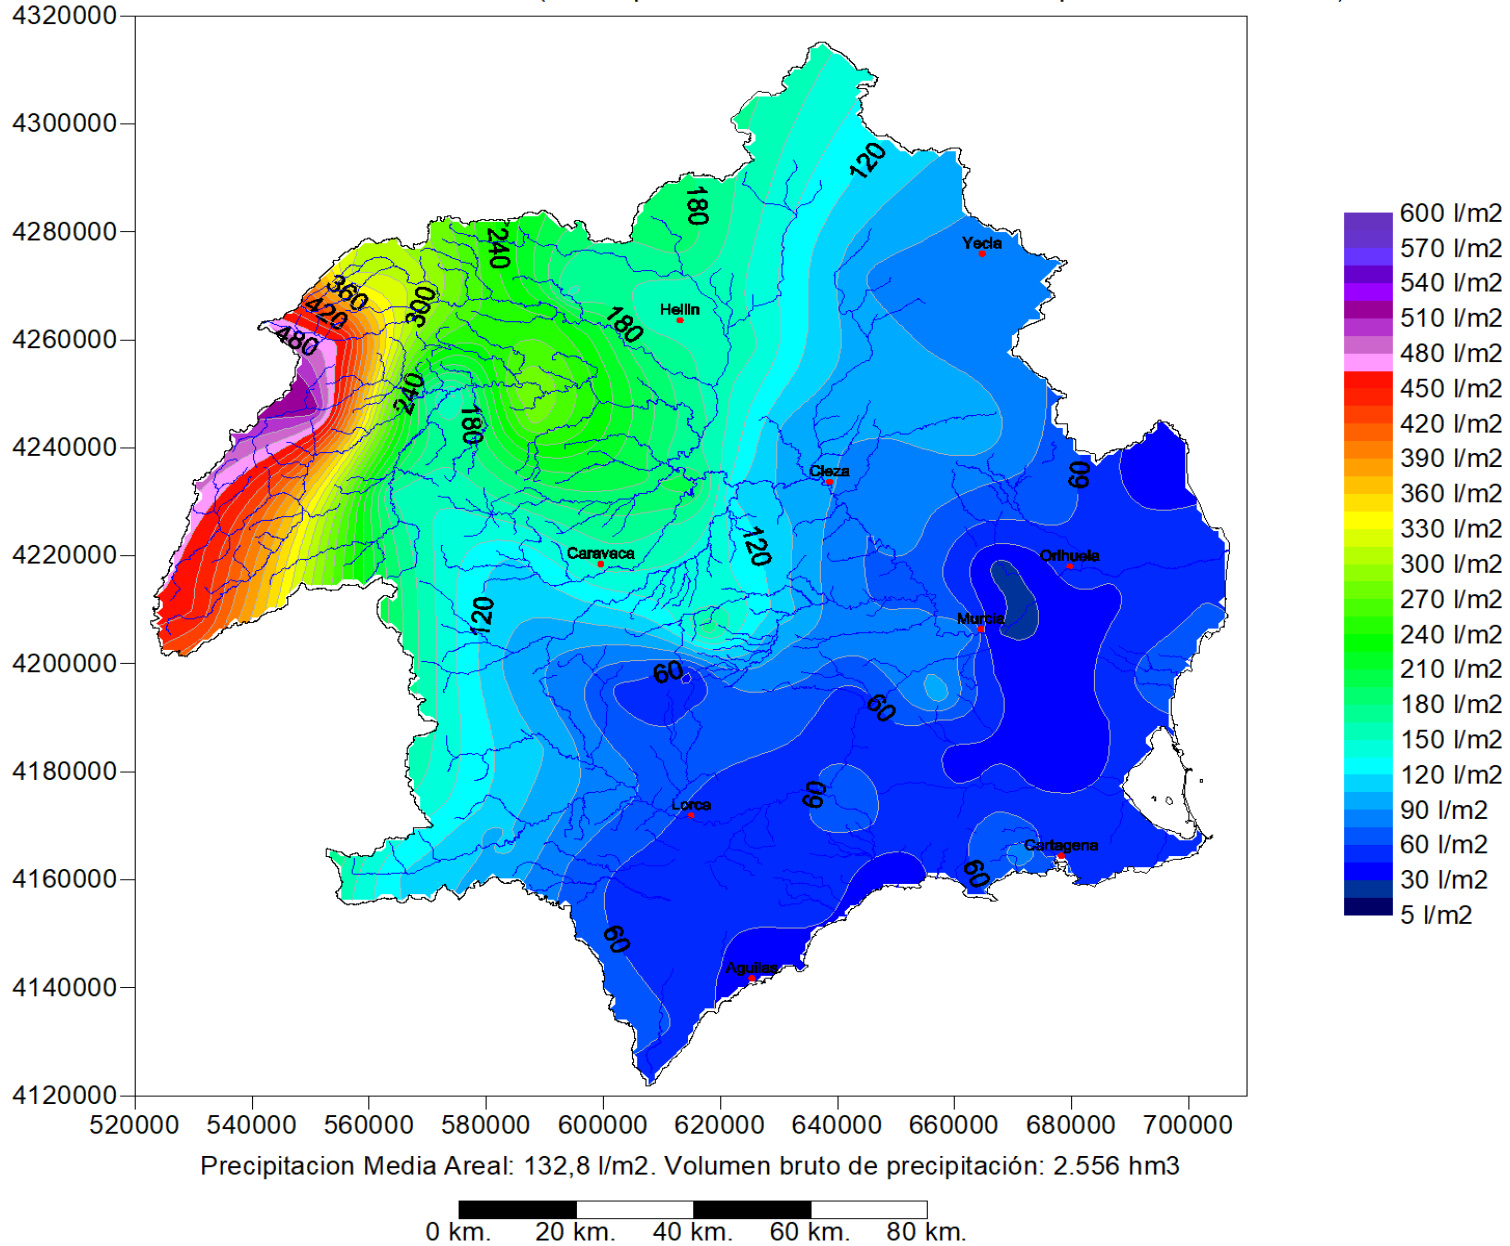 4320000
4300000
4280000
4260000
4240000
4220000
4200000
4180000
4160000
4140000
4120000
520000 540000 560000 580000 600000 620000 640000 660000 680000 700000
120
180
240
Yecla
360
300
420
Hellin
180
480
240
180
Cieza
60
120
Caravaca
Orihuela
120
Murcia
60
60
60
Lorca
Cartagena
60
60
Aguilas
600 l/m2
570 l/m2
540 l/m2
510 l/m2
480 l/m2
450 l/m2
420 l/m2
390 l/m2
360 l/m2
330 l/m2
300 l/m2
270 l/m2
240 l/m2
210 l/m2
180 l/m2
150 l/m2
120 l/m2
90 l/m2
60 l/m2
30 l/m2
5 l/m2
Precipitacion Media Areal: 132,8 l/m2. Volumen bruto de precipitación: 2.556 hm3
0 km. 20 km. 40 km. 60 km. 80 km.